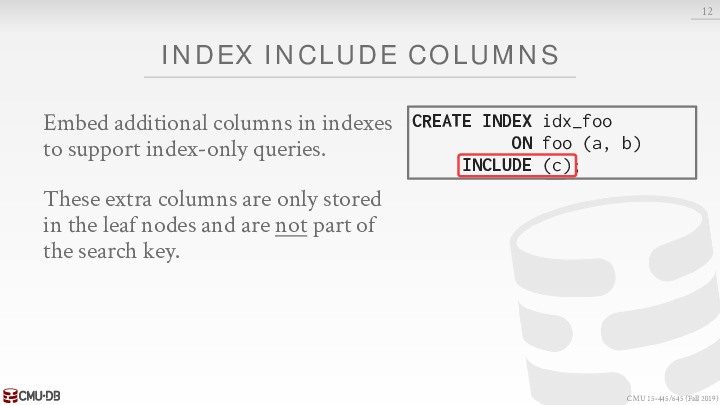 12
INDEX INCLUDE COLUMNS
Embed additional columns in indexes
to support index-only queries.
These extra columns are only stored
in the leaf nodes and are not part of
the search key.
CREATE INDEX idx_foo
ON foo (a, b)
INCLUDE (c);
CMU·DB
CMU 15-445/645 (Fall 2019)